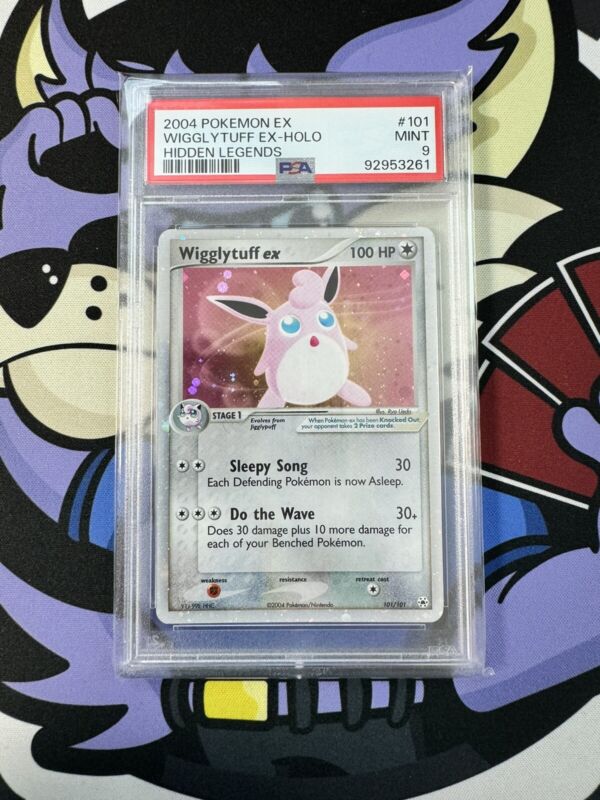 2004 POKEMON EX #101
WIGGLYTUFF EX-HOLO MINT
HIDDEN LEGENDS 9
PSA 92953261
Wigglytuff ex 100 HP
Illus. Ryo Ueda
STAGE 1
Evolves from Jigglypuff
When Pokémon-ex has been Knocked Out,
your opponent takes 2 Prize cards.
Sleepy Song 30
Each Defending Pokémon is now Asleep.
Do the Wave 30+
Does 30 damage plus 10 more damage for
each of your Benched Pokémon.
weakness resistance retreat cost
©2004 Pokémon/Nintendo 101/101